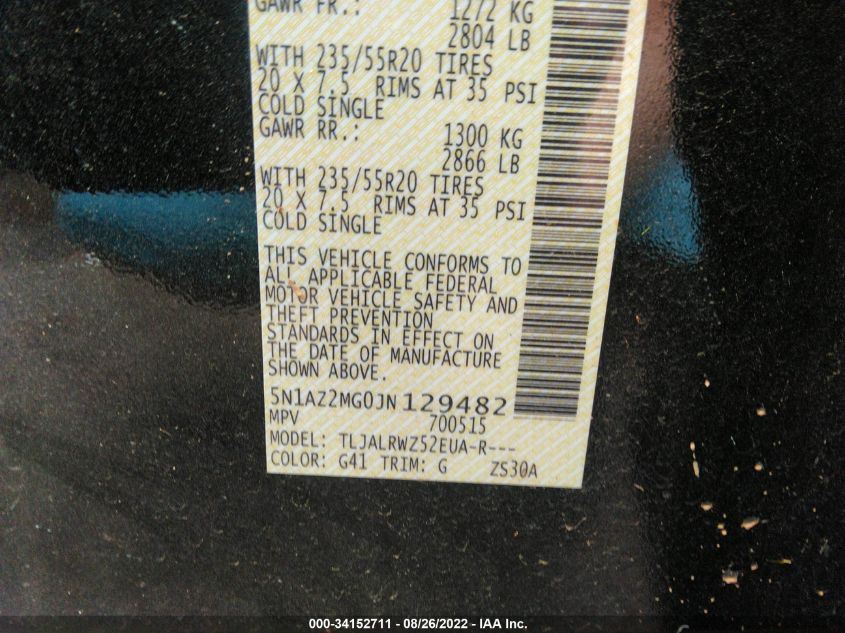 GAWR FR.: 1272 KG
2804 LB
WITH 235/55R20 TIRES
20 X 7.5 RIMS AT 35 PSI
COLD SINGLE
GAWR RR.: 1300 KG
2866 LB
WITH 235/55R20 TIRES
20 X 7.5 RIMS AT 35 PSI
COLD SINGLE
THIS VEHICLE CONFORMS TO
ALL APPLICABLE FEDERAL
MOTOR VEHICLE SAFETY AND
THEFT PREVENTION
STANDARDS IN EFFECT ON
THE DATE OF MANUFACTURE
SHOWN ABOVE.
5N1AZ2MG0JN129482
MPV 700515
MODEL: TLJALRWZ52EUA-R---
COLOR: G41 TRIM: G ZS30A
000-34152711 - 08/26/2022 - IAA Inc.